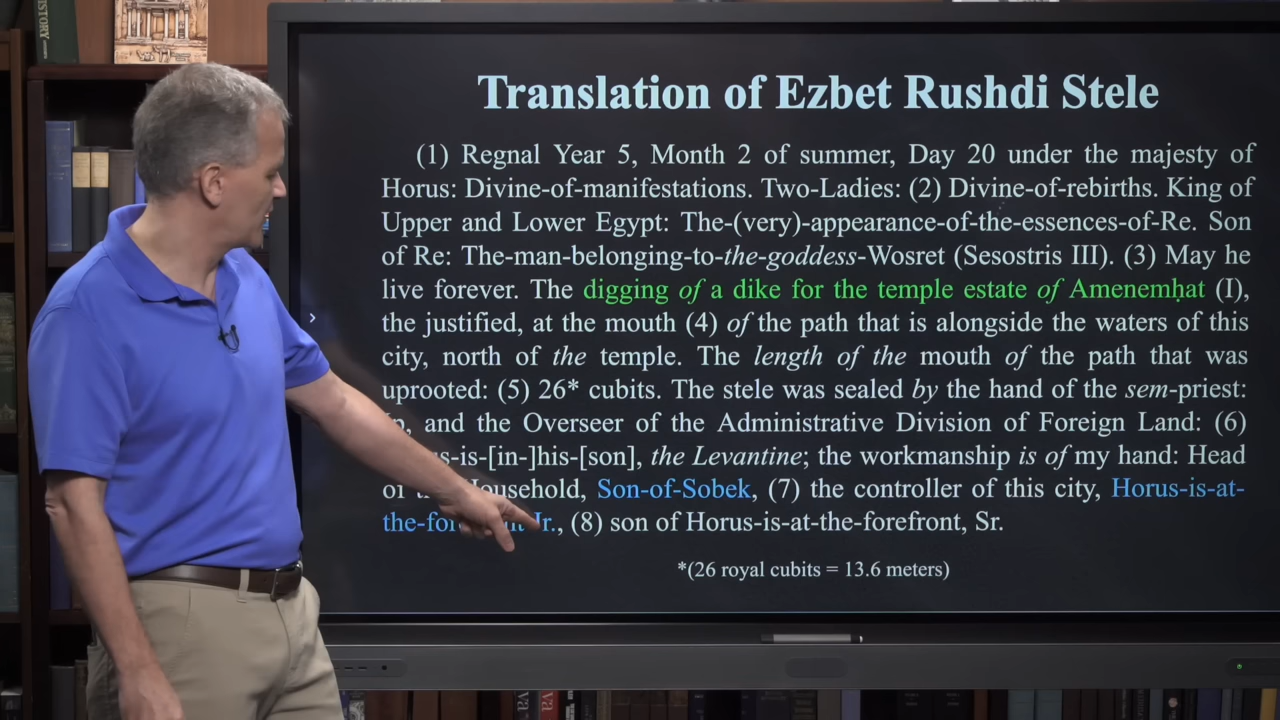 HISTORY
Translation of Ezbet Rushdi Stele
(1) Regnal Year 5, Month 2 of summer, Day 20 under the majesty of
Horus: Divine-of-manifestations. Two-Ladies: (2) Divine-of-rebirths. King of
Upper and Lower Egypt: The-(very)-appearance-of-the-essences-of-Re. Son
of Re: The-man-belonging-to-the-goddess-Wosret (Sesostris III). (3) May he
live forever. The digging of a dike for the temple estate of Amenemḥat (I),
the justified, at the mouth (4) of the path that is alongside the waters of this
city, north of the temple. The length of the mouth of the path that was
uprooted: (5) 26* cubits. The stele was sealed by the hand of the sem-priest:
and the Overseer of the Administrative Division of Foreign Land: (6)
-is-[in-]his-[son], the Levantine; the workmanship is of my hand: Head
of Household, Son-of-Sobek, (7) the controller of this city, Horus-is-at-
Jr., (8) son of Horus-is-at-the-forefront, Sr.
*(26 royal cubits = 13.6 meters)